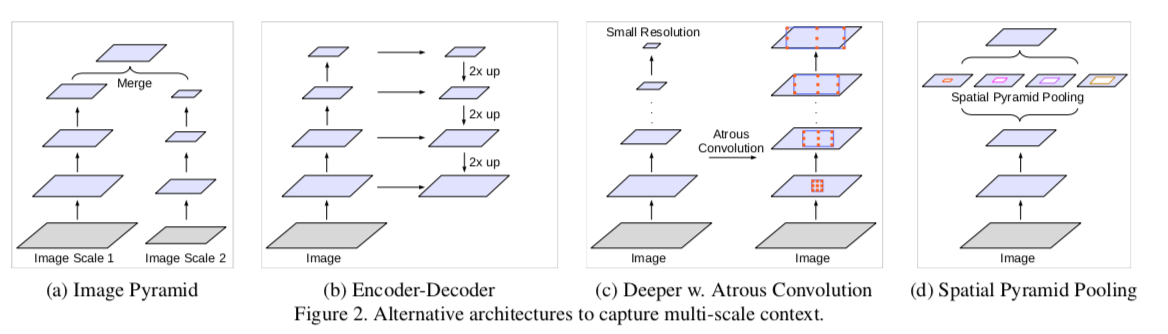 Merge
Image Scale 1
Image Scale 2
(a) Image Pyramid
2x up
2x up
2x up
Image
(b) Encoder-Decoder
Small Resolution
Atrous
Convolution
Image
Image
(c) Deeper w. Atrous Convolution
Spatial Pyramid Pooling
Image
(d) Spatial Pyramid Pooling
Figure 2. Alternative architectures to capture multi-scale context.